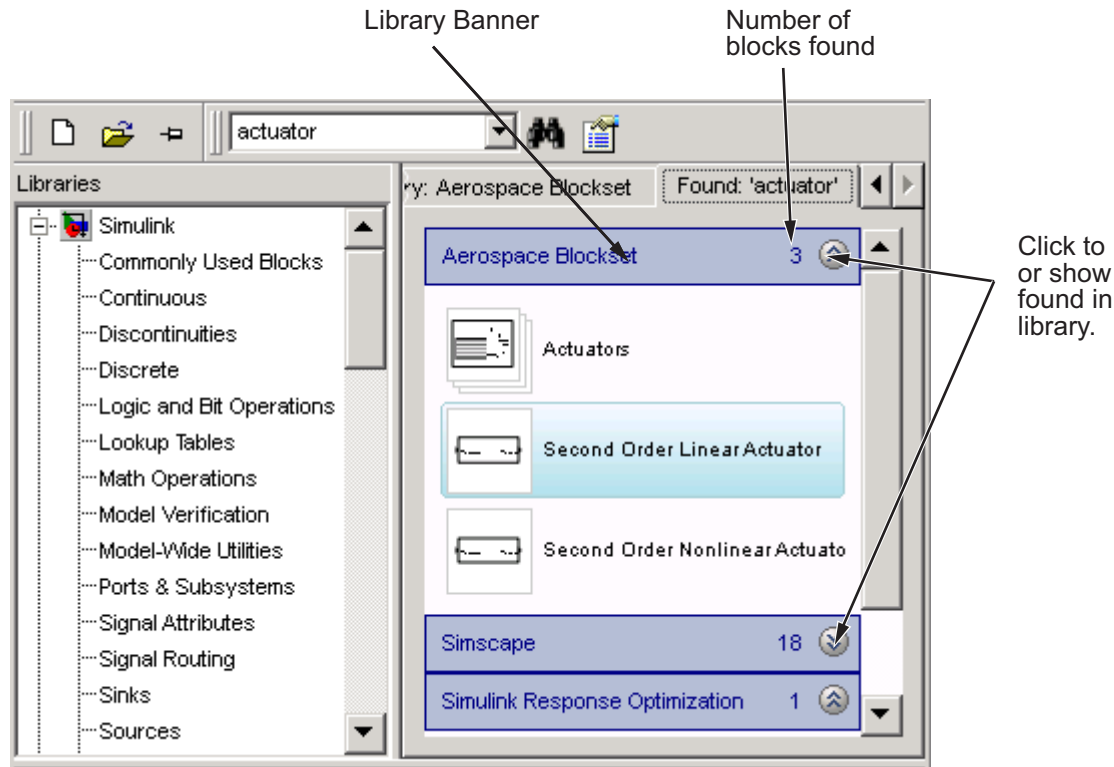 Library Banner
Number of
blocks found
actuator
Libraries
ry: Aerospace Blockset
Found: 'actuator'
Simulink
Commonly Used Blocks
Continuous
Discontinuities
Discrete
Logic and Bit Operations
Lookup Tables
Math Operations
Model Verification
Model-Wide Utilities
Ports & Subsystems
Signal Attributes
Signal Routing
Sinks
Sources
Aerospace Blockset 3
Actuators
Second Order Linear Actuator
Second Order Nonlinear Actuato
Simscape 18
Simulink Response Optimization 1
Click to
or show
found in
library.